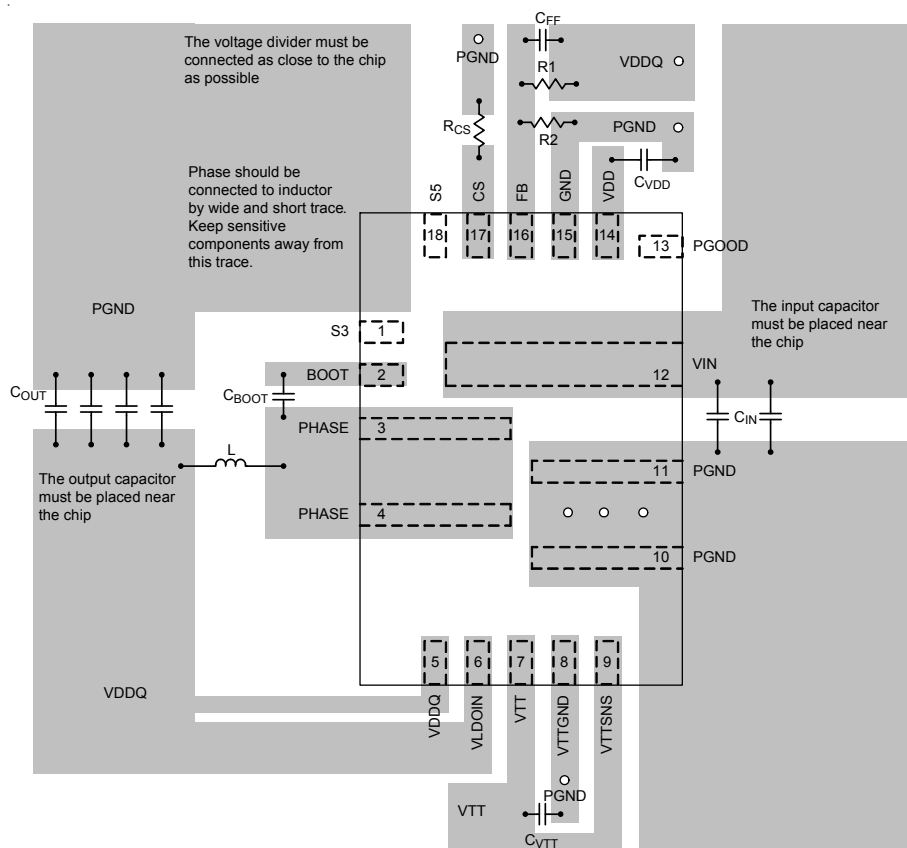 The voltage divider must be
connected as close to the chip
as possible
PGND
CFF
R1
VDDQ
RCS
R2
PGND
CVDD
Phase should be
connected to inductor
by wide and short trace.
Keep sensitive
components away from
this trace.
S5
CS
FB
GND
VDD
18
17
16
15
14
13
PGOOD
PGND
S3
1
The input capacitor
must be placed near
the chip
BOOT
2
VIN
12
COUT
CBOOT
CIN
PHASE
3
L
The output capacitor
must be placed near
the chip
11
PGND
PHASE
4
10
PGND
5
6
7
8
9
VDDQ
VDDQ
VLDOIN
VTT
VTTGND
VTTSNS
PGND
VTT
CVTT